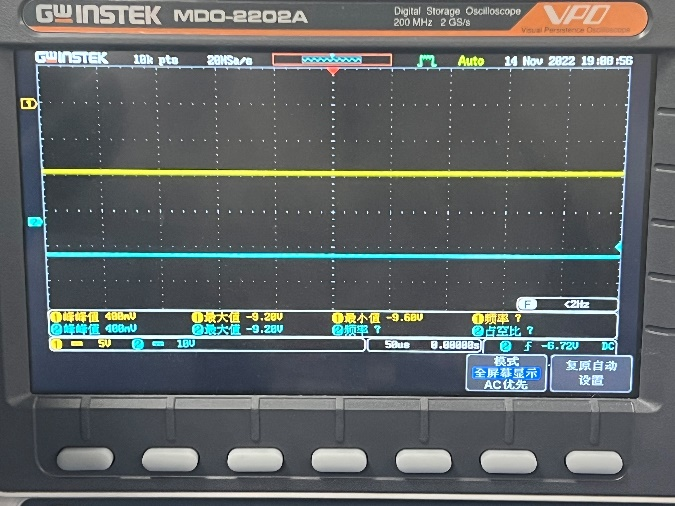 GWINSTEK MDO-2202A
Digital Storage Oscilloscope
200 MHz 2 GS/s
VPO
Visual Persistence Oscilloscope
GWINSTEK 10k pts 20MSa/s Auto 14 Nov 2022 19:08:56
1
2
F <2Hz
1峰峰值 400mV 1最大值 -9.20V 1最小值 -9.60V 1频率 ?
2峰峰值 400mV 2最大值 -9.20V 2频率 ? 2占空比 ?
1 5V 2 10V 50us 0.00000s 2 -6.72V DC
模式
全屏幕显示
AC优先
复原自动
设置